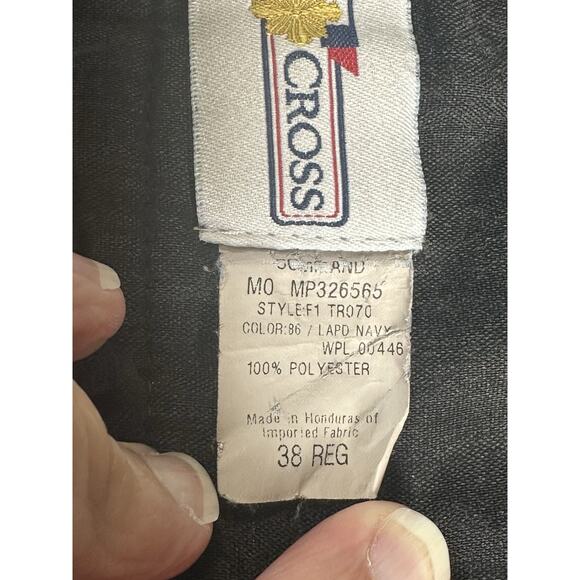 CROSS
COMMAND
MO MP326565
STYLE:F1 TR070
COLOR:86 / LAPD NAVY
WPL 00446
100% POLYESTER
Made in Honduras of
Imported Fabric
38 REG